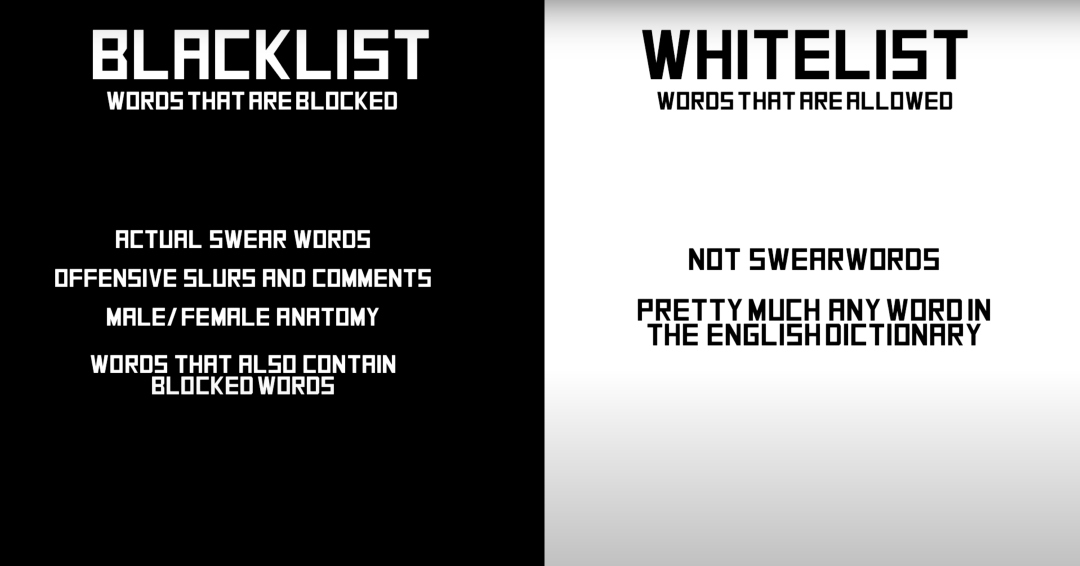 BLACKLIST
WORDS THAT ARE BLOCKED
ACTUAL SWEAR WORDS
OFFENSIVE SLURS AND COMMENTS
MALE/FEMALE ANATOMY
WORDS THAT ALSO CONTAIN
BLOCKED WORDS
WHITELIST
WORDS THAT ARE ALLOWED
NOT SWEARWORDS
PRETTY MUCH ANY WORD IN
THE ENGLISH DICTIONARY